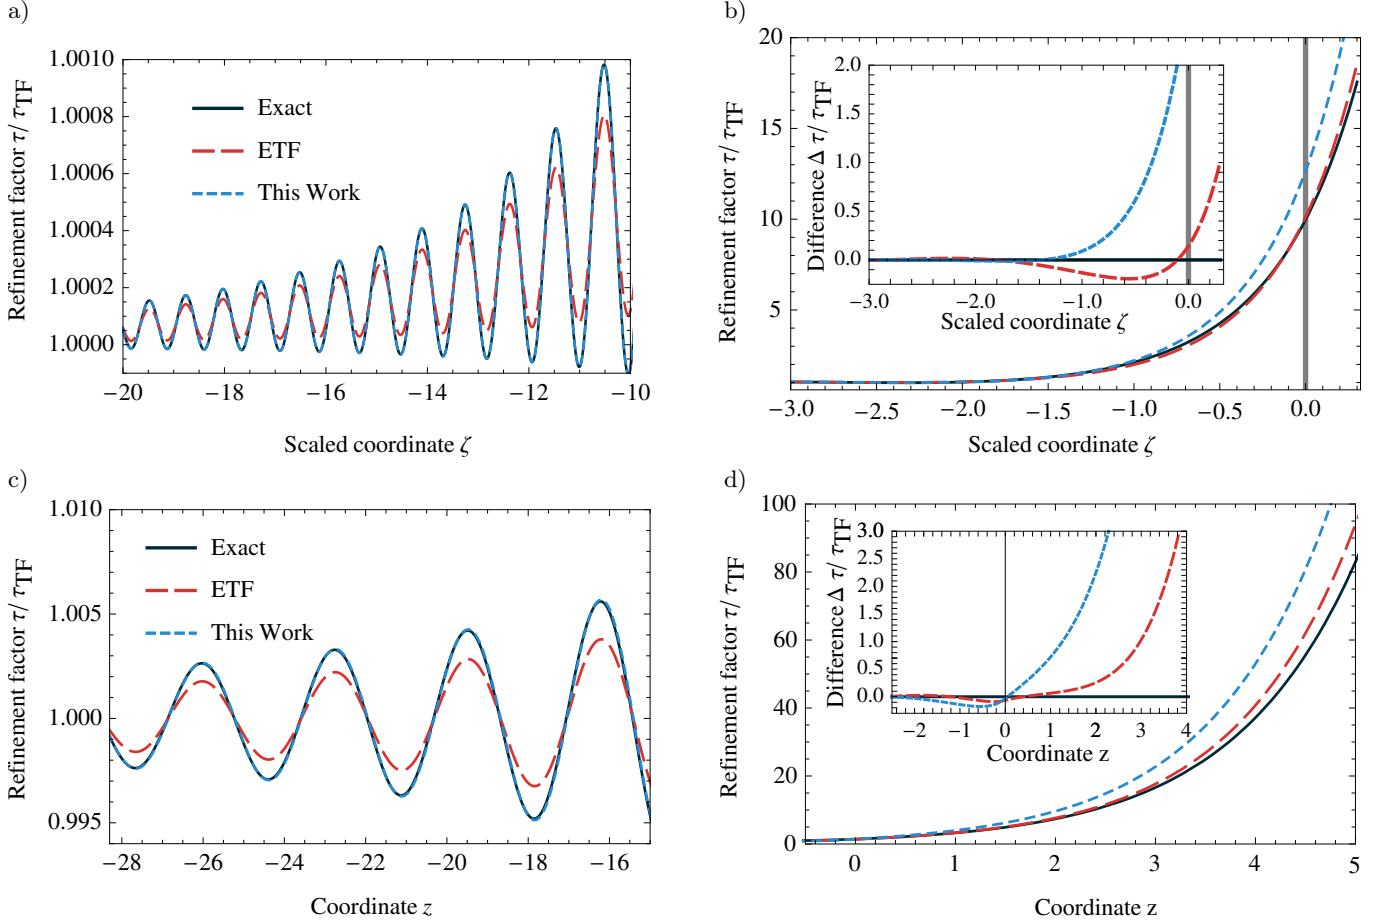 a)
Refinement factor τ/τTF
1.0010
1.0008
1.0006
1.0004
1.0002
1.0000
Exact
ETF
This Work
−20 −18 −16 −14 −12 −10
Scaled coordinate ζ
b)
Refinement factor τ/τTF
20
15
10
5
−3.0 −2.5 −2.0 −1.5 −1.0 −0.5 0.0
Scaled coordinate ζ
Difference Δ τ/τTF
2.0
1.5
1.0
0.5
0.0
−3.0 −2.0 −1.0 0.0
Scaled coordinate ζ
c)
Refinement factor τ/τTF
1.010
1.005
1.000
0.995
Exact
ETF
This Work
−28 −26 −24 −22 −20 −18 −16
Coordinate z
d)
Refinement factor τ/τTF
100
80
60
40
20
0
0 1 2 3 4 5
Coordinate z
Difference Δ τ/τTF
3.0
2.5
2.0
1.5
1.0
0.5
0.0
−2 −1 0 1 2 3 4
Coordinate z